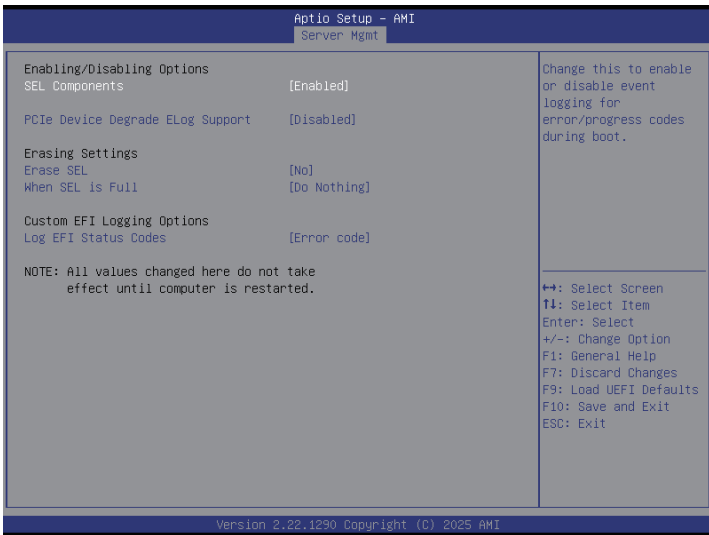 Aptio Setup – AMI
Server Mgmt
Enabling/Disabling Options
SEL Components [Enabled]
PCIe Device Degrade ELog Support [Disabled]
Erasing Settings
Erase SEL [No]
When SEL is Full [Do Nothing]
Custom EFI Logging Options
Log EFI Status Codes [Error code]
NOTE: All values changed here do not take
effect until computer is restarted.
Change this to enable
or disable event
logging for
error/progress codes
during boot.
↔: Select Screen
↑↓: Select Item
Enter: Select
+/-: Change Option
F1: General Help
F7: Discard Changes
F9: Load UEFI Defaults
F10: Save and Exit
ESC: Exit
Version 2.22.1290 Copyright (C) 2025 AMI